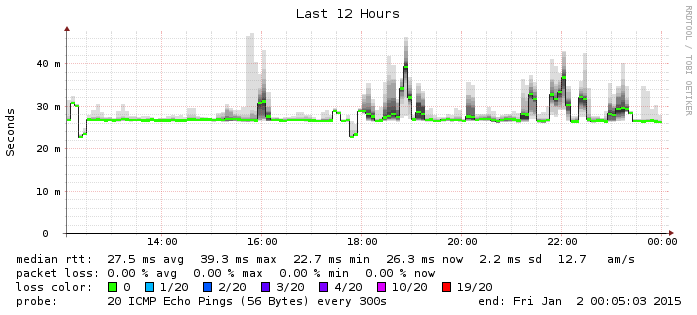 Last 12 Hours
RRDTOOL / TOBI OETIKER
Seconds
40 m
30 m
20 m
10 m
0
14:00 16:00 18:00 20:00 22:00 00:00
median rtt: 27.5 ms avg 39.3 ms max 22.7 ms min 26.3 ms now 2.2 ms sd 12.7 am/s
packet loss: 0.00 % avg 0.00 % max 0.00 % min 0.00 % now
loss color: 0 1/20 2/20 3/20 4/20 10/20 19/20
probe: 20 ICMP Echo Pings (56 Bytes) every 300s end: Fri Jan 2 00:05:03 2015